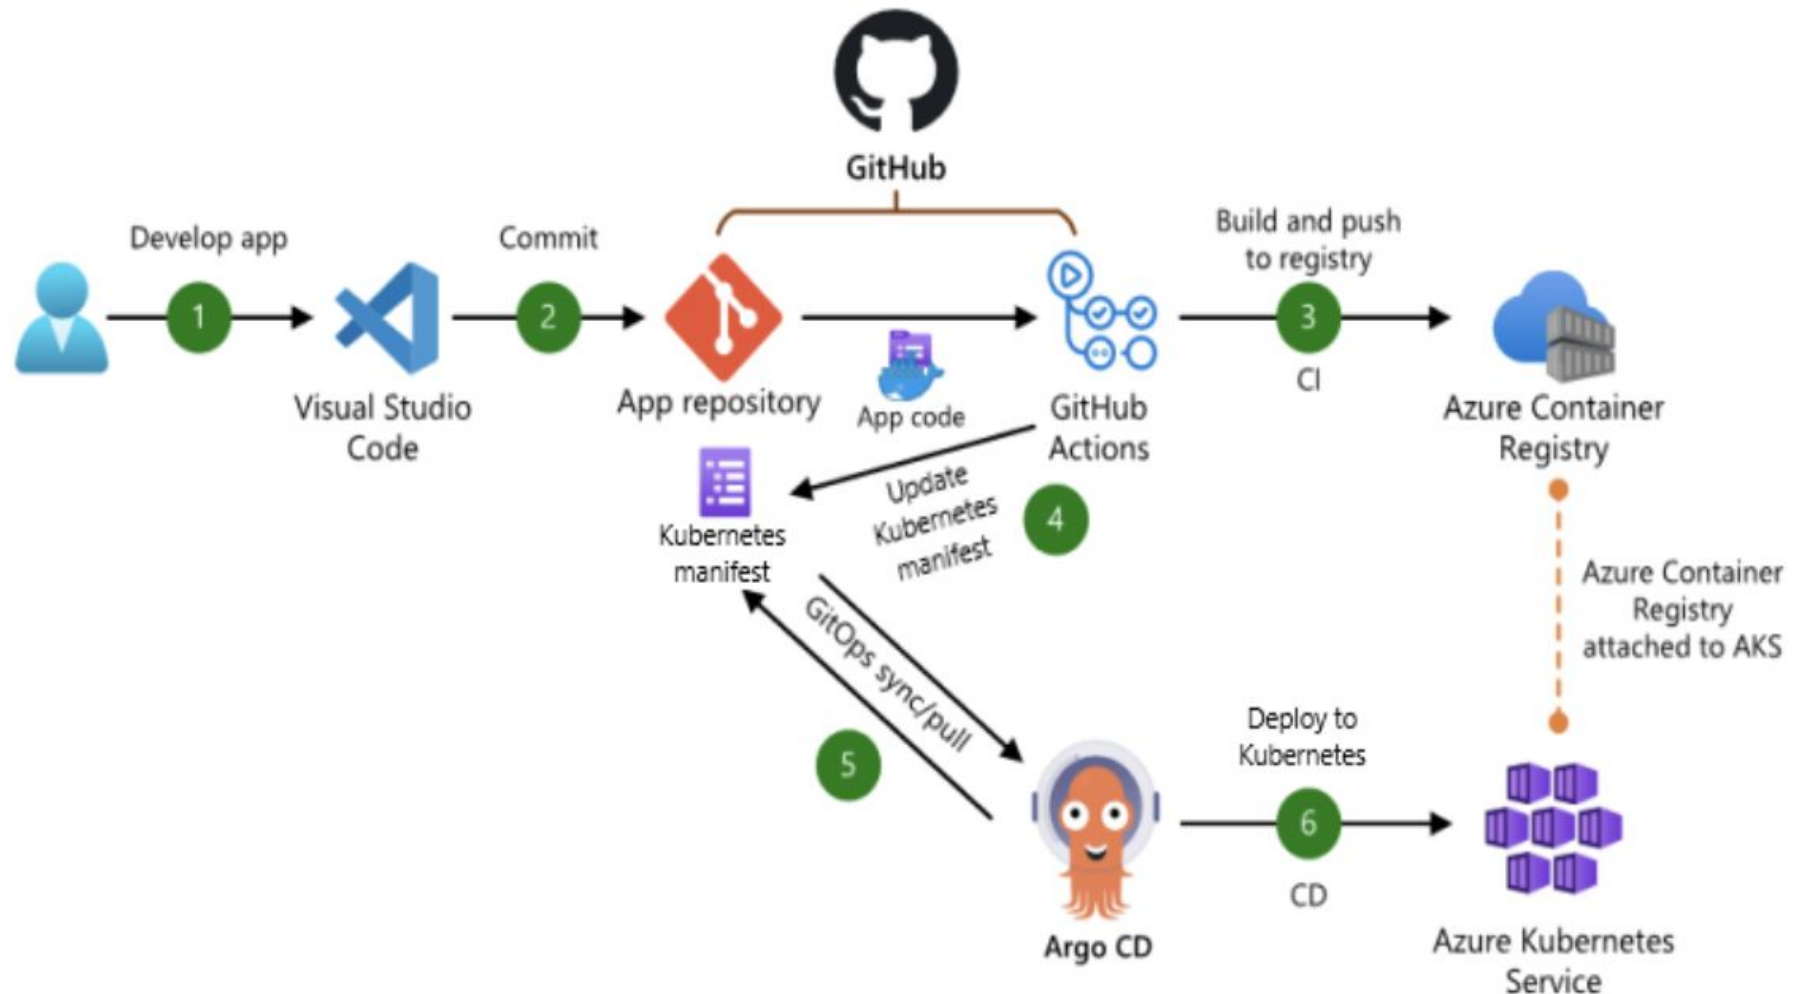 GitHub
Develop app
1
Commit
2
Build and push
to registry
3
CI
Visual Studio
Code
App repository
App code
GitHub
Actions
Azure Container
Registry
Update
Kubernetes
manifest
4
Kubernetes
manifest
GitOps sync/pull
5
Azure Container
Registry
attached to AKS
Deploy to
Kubernetes
6
CD
Argo CD
Azure Kubernetes
Service